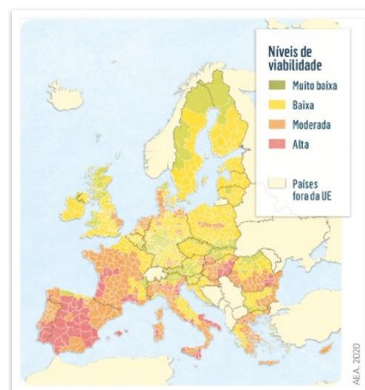 Níveis de
viabilidade
Muito baixa
Baixa
Moderada
Alta
Países
fora da UE
AEA, 2020